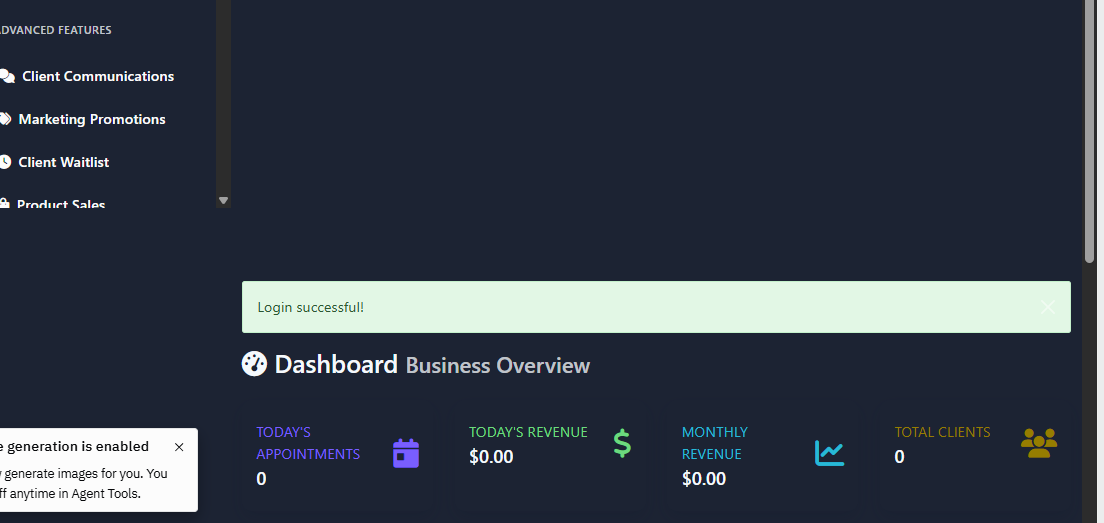 ADVANCED FEATURES
Client Communications
Marketing Promotions
Client Waitlist
Product Sales
Login successful!
Dashboard Business Overview
TODAY'S
APPOINTMENTS
0
TODAY'S REVENUE
$0.00
MONTHLY
REVENUE
$0.00
TOTAL CLIENTS
0
generation is enabled
generate images for you. You
anytime in Agent Tools.